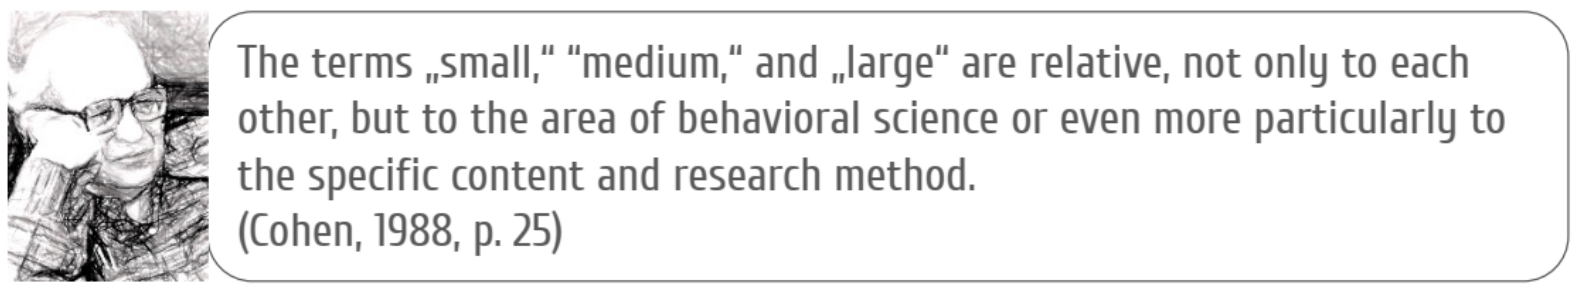 The terms „small,“ “medium,“ and „large“ are relative, not only to each
other, but to the area of behavioral science or even more particularly to
the specific content and research method.
(Cohen, 1988, p. 25)